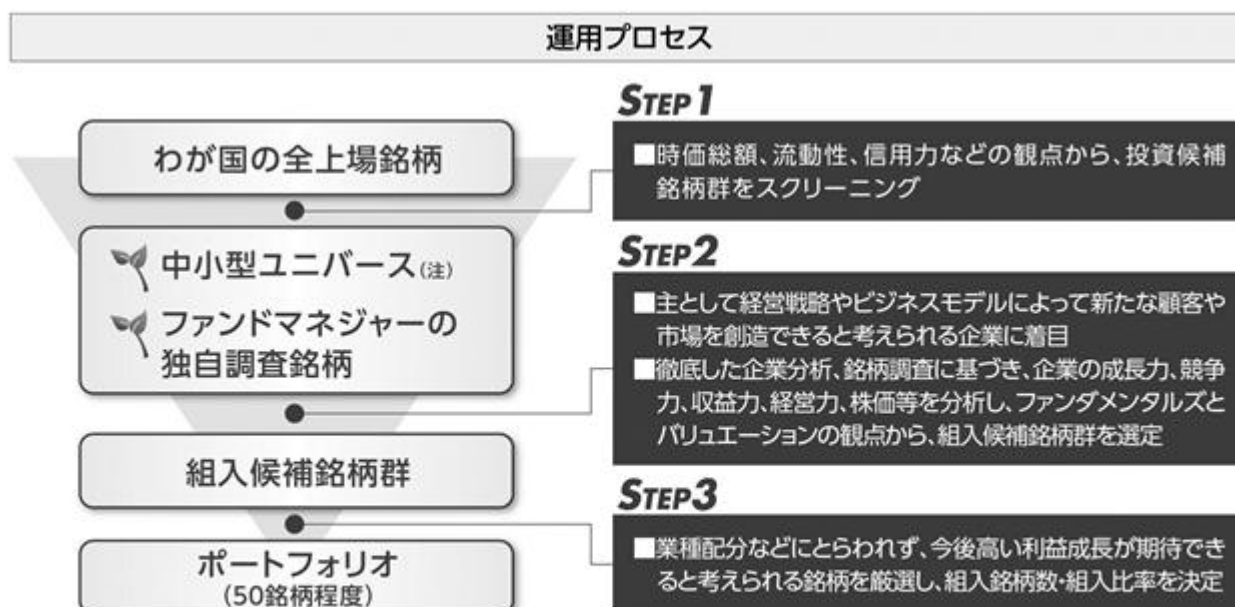 運用プロセス
わが国の全上場銘柄
STEP1
■時価総額、流動性、信用力などの観点から、投資候補
銘柄群をスクリーニング
中小型ユニバース(注)
ファンドマネジャーの
独自調査銘柄
STEP2
■主として経営戦略やビジネスモデルによって新たな顧客や
市場を創造できると考えられる企業に着目
■徹底した企業分析、銘柄調査に基づき、企業の成長力、競争
力、収益力、経営力、株価等を分析し、ファンダメンタルズと
バリュエーションの観点から、組入候補銘柄群を選定
組入候補銘柄群
STEP3
■業種配分などにとらわれず、今後高い利益成長が期待でき
ると考えられる銘柄を厳選し、組入銘柄数・組入比率を決定
ポートフォリオ
(50銘柄程度)